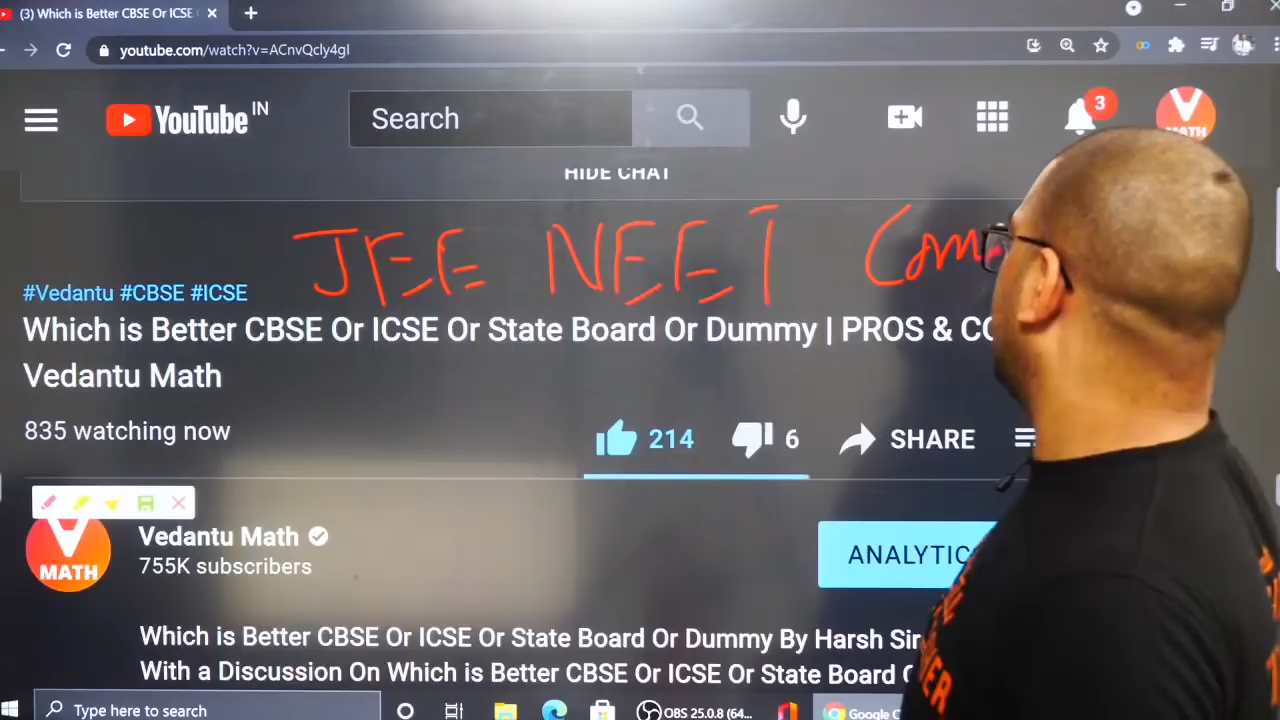 (3) Which is Better CBSE Or ICSE
youtube.com/watch?v=ACnvQcly4gI
YouTube IN
Search
3
MATH
HIDE CHAT
JEE NEET Com
#Vedantu #CBSE #ICSE
Which is Better CBSE Or ICSE Or State Board Or Dummy | PROS & CO
Vedantu Math
835 watching now
214
6
SHARE
MATH
Vedantu Math
755K subscribers
ANALYTIC
Which is Better CBSE Or ICSE Or State Board Or Dummy By Harsh Sir
With a Discussion On Which is Better CBSE Or ICSE Or State Board
Type here to search
OBS 25.0.8 (64...
Google C